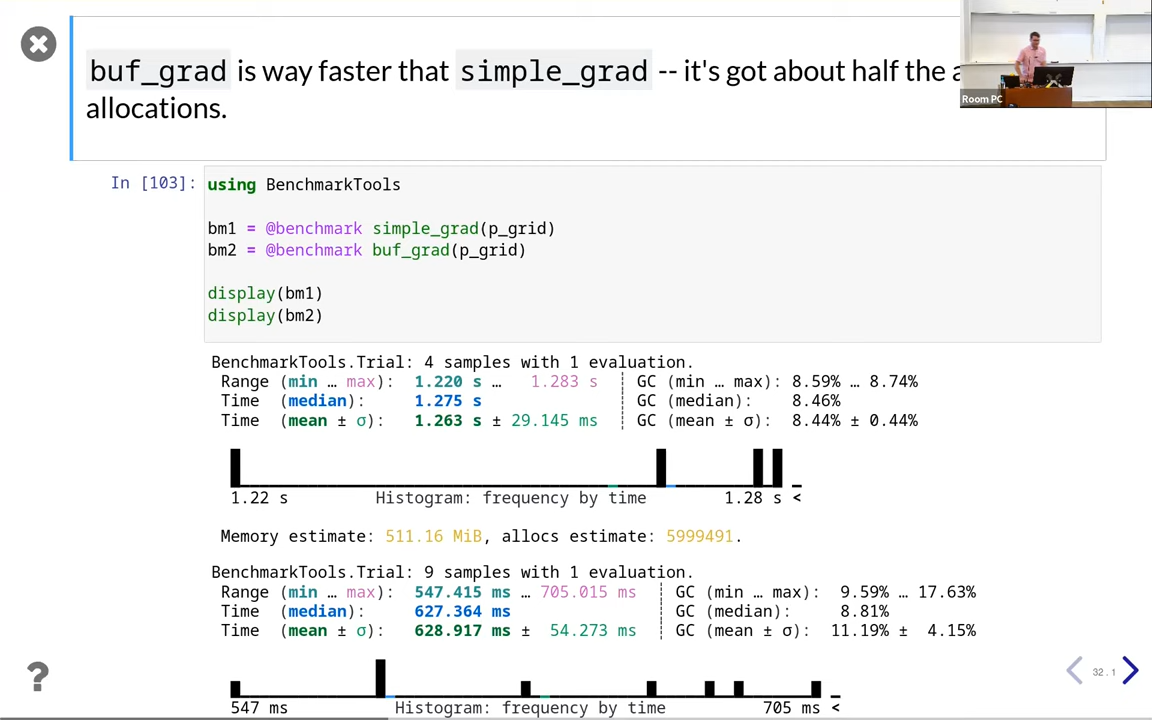 buf_grad is way faster that simple_grad -- it's got about half the
allocations.
Room PC
In [103]:
using BenchmarkTools
bm1 = @benchmark simple_grad(p_grid)
bm2 = @benchmark buf_grad(p_grid)
display(bm1)
display(bm2)
BenchmarkTools.Trial: 4 samples with 1 evaluation.
Range (min … max): 1.220 s … 1.283 s ┊ GC (min … max): 8.59% … 8.74%
Time (median): 1.275 s ┊ GC (median): 8.46%
Time (mean ± σ): 1.263 s ± 29.145 ms ┊ GC (mean ± σ): 8.44% ± 0.44%
1.22 s Histogram: frequency by time 1.28 s <
Memory estimate: 511.16 MiB, allocs estimate: 5999491.
BenchmarkTools.Trial: 9 samples with 1 evaluation.
Range (min … max): 547.415 ms … 705.015 ms ┊ GC (min … max): 9.59% … 17.63%
Time (median): 627.364 ms ┊ GC (median): 8.81%
Time (mean ± σ): 628.917 ms ± 54.273 ms ┊ GC (mean ± σ): 11.19% ± 4.15%
547 ms Histogram: frequency by time 705 ms <
?
32.1